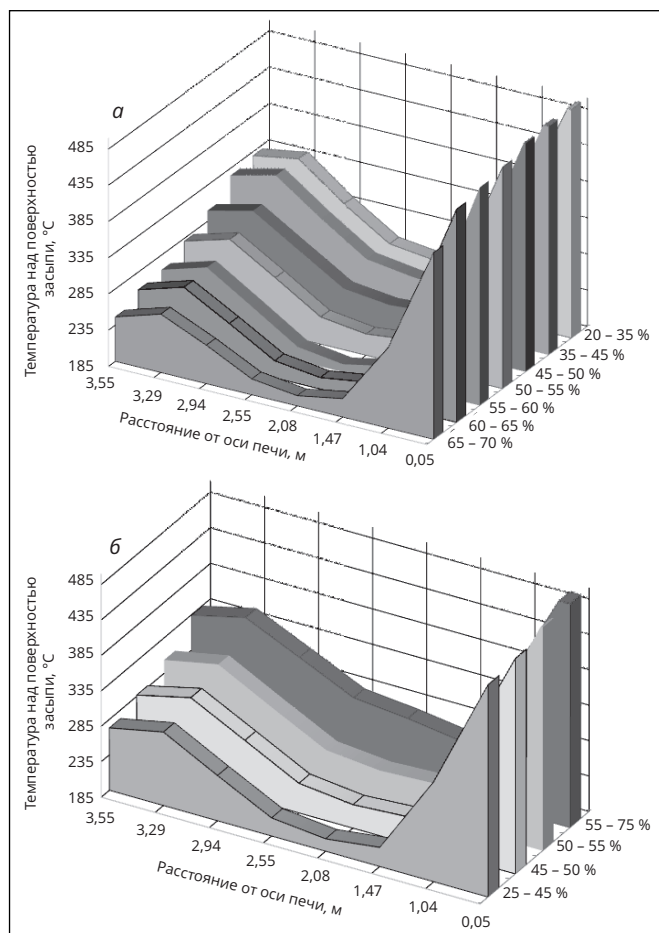 а
Температура над поверхностью
засыпи, °С
485
435
385
335
285
235
185
3,55
3,29
2,94
2,55
2,08
1,47
1,04
0,05
Расстояние от оси печи, м
20 – 35 %
35 – 45 %
45 – 50 %
50 – 55 %
55 – 60 %
60 – 65 %
65 – 70 %
б
Температура над поверхностью
засыпи, °С
485
435
385
335
285
235
185
3,55
3,29
2,94
2,55
2,08
1,47
1,04
0,05
Расстояние от оси печи, м
55 – 75 %
50 – 55 %
45 – 50 %
25 – 45 %